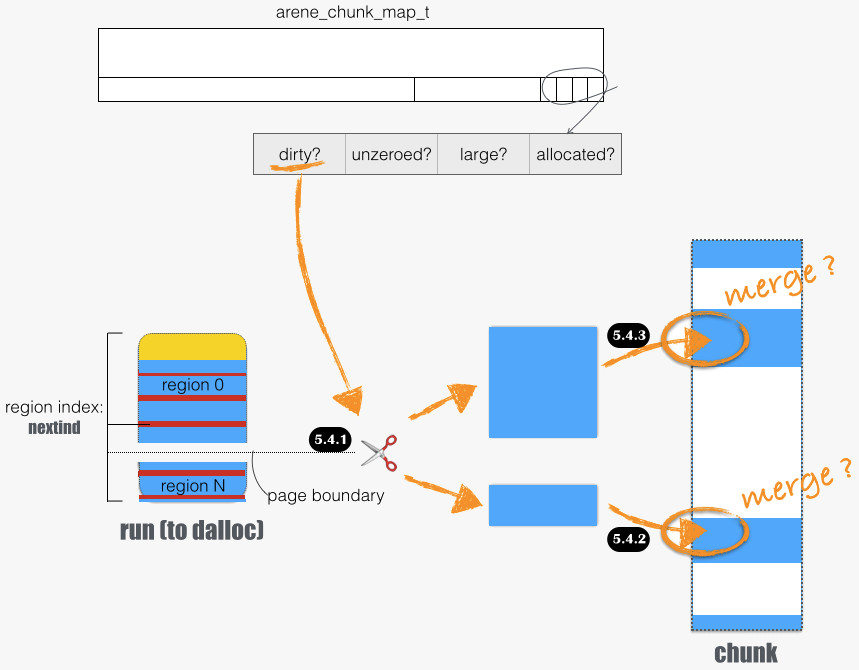 arene_chunk_map_t
dirty?
unzeroed?
large?
allocated?
merge?
5.4.3
region 0
region index:
nextind
5.4.1
region N
page boundary
merge?
run (to dalloc)
5.4.2
chunk